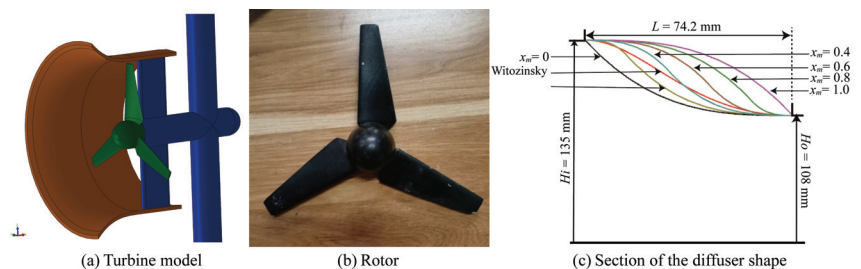 L = 74.2 mm
xm= 0
Witozinsky
xm= 0.4
xm= 0.6
xm= 0.8
xm= 1.0
Hi = 135 mm
Ho = 108 mm
(a) Turbine model
(b) Rotor
(c) Section of the diffuser shape